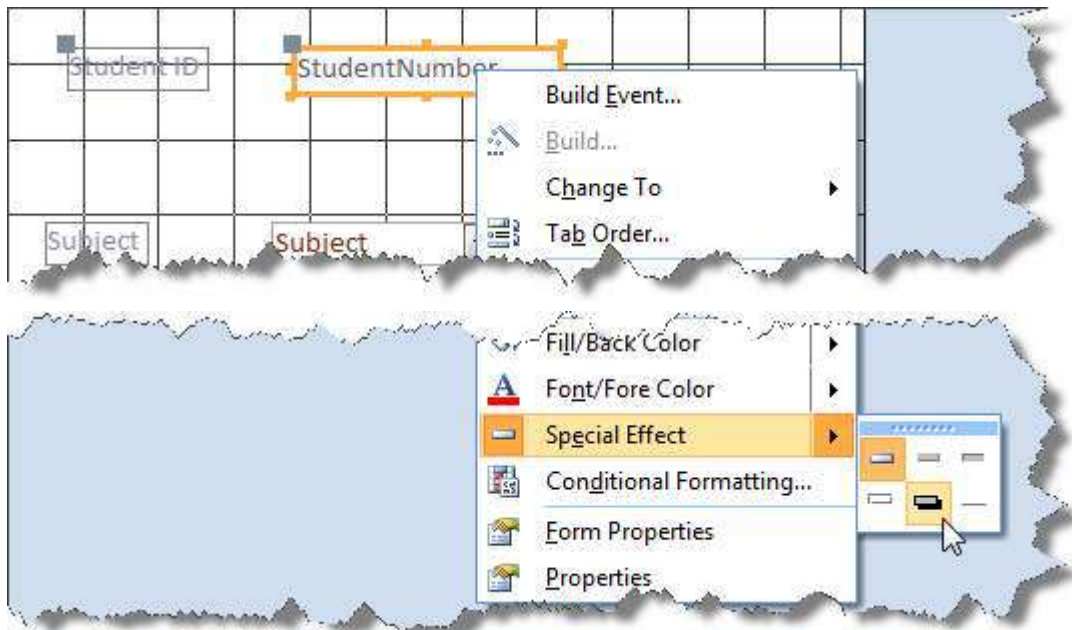 Student ID
StudentNumber
Build Event...
Build...
Change To
Tab Order...
Subject
Subject
Fill/Back Color
Font/Fore Color
Special Effect
Conditional Formatting...
Form Properties
Properties